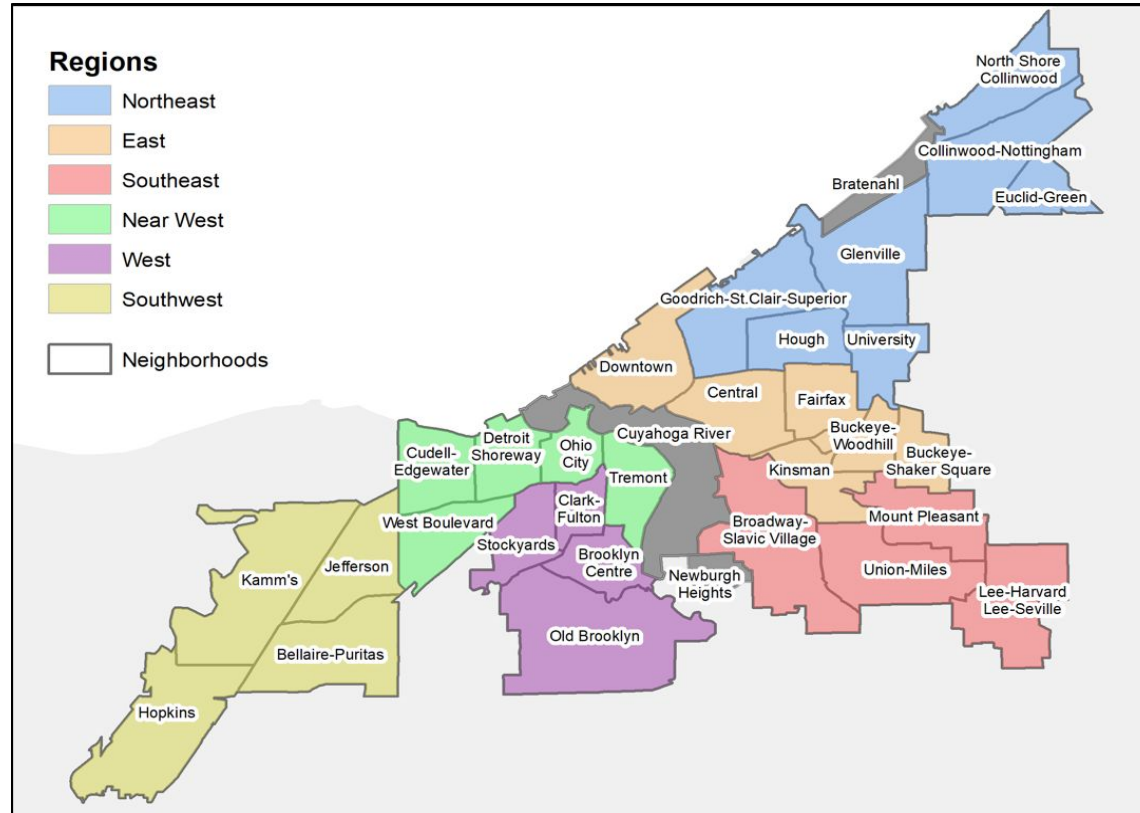 Regions
Northeast
East
Southeast
Near West
West
Southwest
Neighborhoods
North Shore
Collinwood
Collinwood-Nottingham
Bratenahl
Euclid-Green
Glenville
Goodrich-St.Clair-Superior
Hough
University
Downtown
Central
Fairfax
Buckeye-
Woodhill
Buckeye-
Shaker Square
Cuyahoga River
Kinsman
Cudell-
Edgewater
Detroit
Shoreway
Ohio
City
Tremont
Clark-
Fulton
West Boulevard
Stockyards
Brooklyn
Centre
Broadway-
Slavic Village
Mount Pleasant
Union-Miles
Newburgh
Heights
Lee-Harvard
Lee-Seville
Jefferson
Kamm's
Old Brooklyn
Bellaire-Puritas
Hopkins